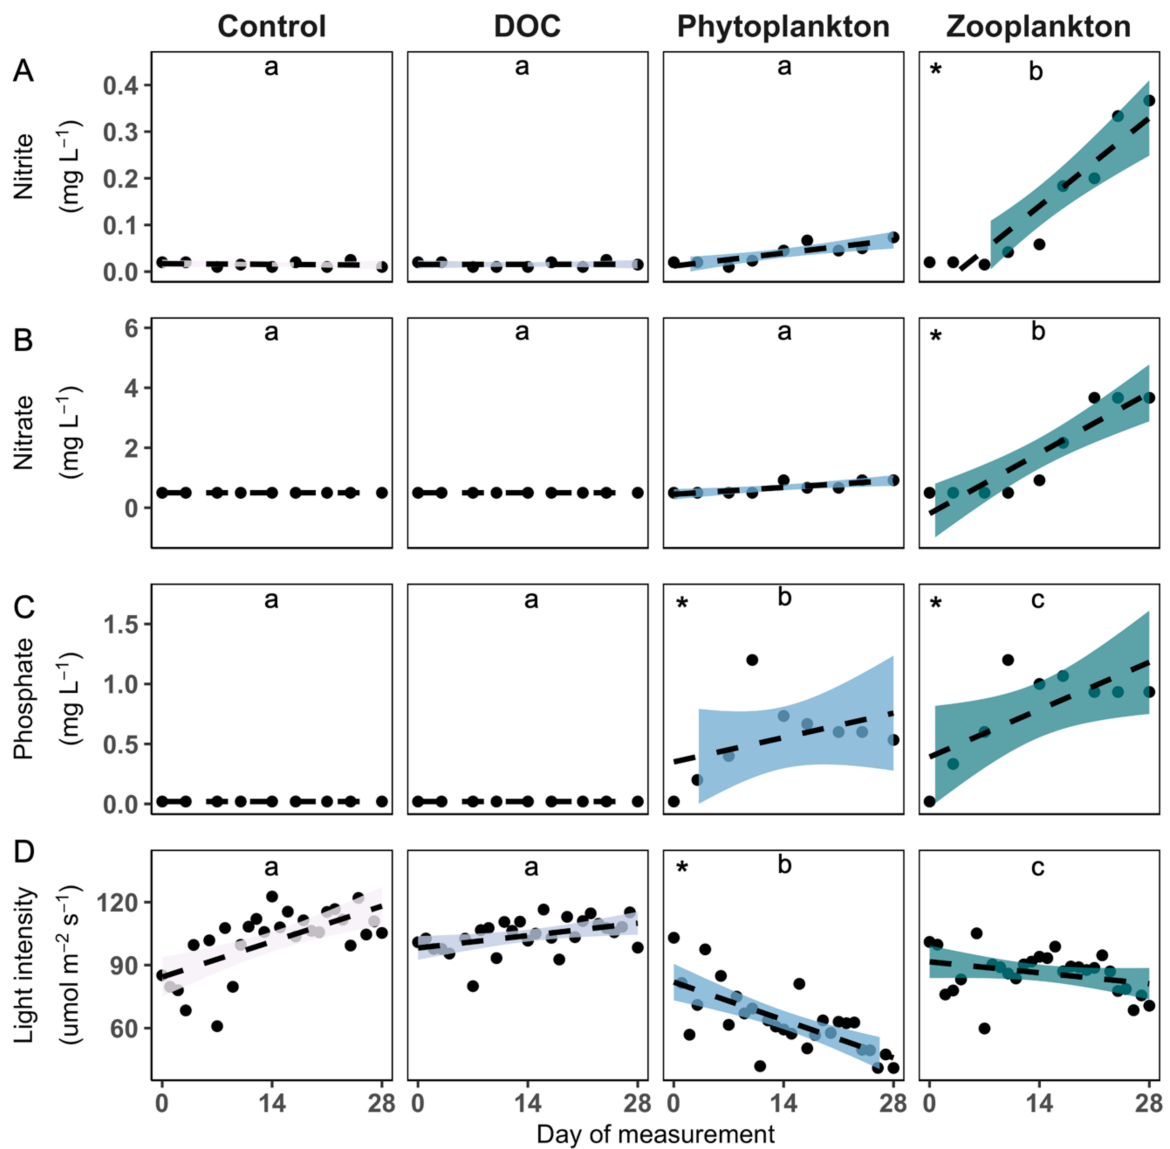 Control DOC Phytoplankton Zooplankton
A
Nitrite
(mg L⁻¹)
0.4
0.3
0.2
0.1
0.0
a a a * b
B
Nitrate
(mg L⁻¹)
6
4
2
0
a a a * b
C
Phosphate
(mg L⁻¹)
1.5
1.0
0.5
0.0
a a * b * c
D
Light intensity
(umol m⁻² s⁻¹)
120
90
60
a a * b c
0 14 28 0 14 28 0 14 28 0 14 28
Day of measurement